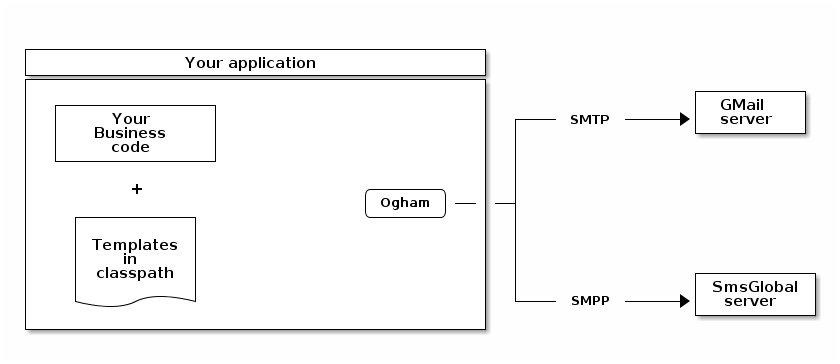 Your application
Your
Business
code
+
Templates
in
classpath
Ogham
SMTP
GMail
server
SMPP
SmsGlobal
server